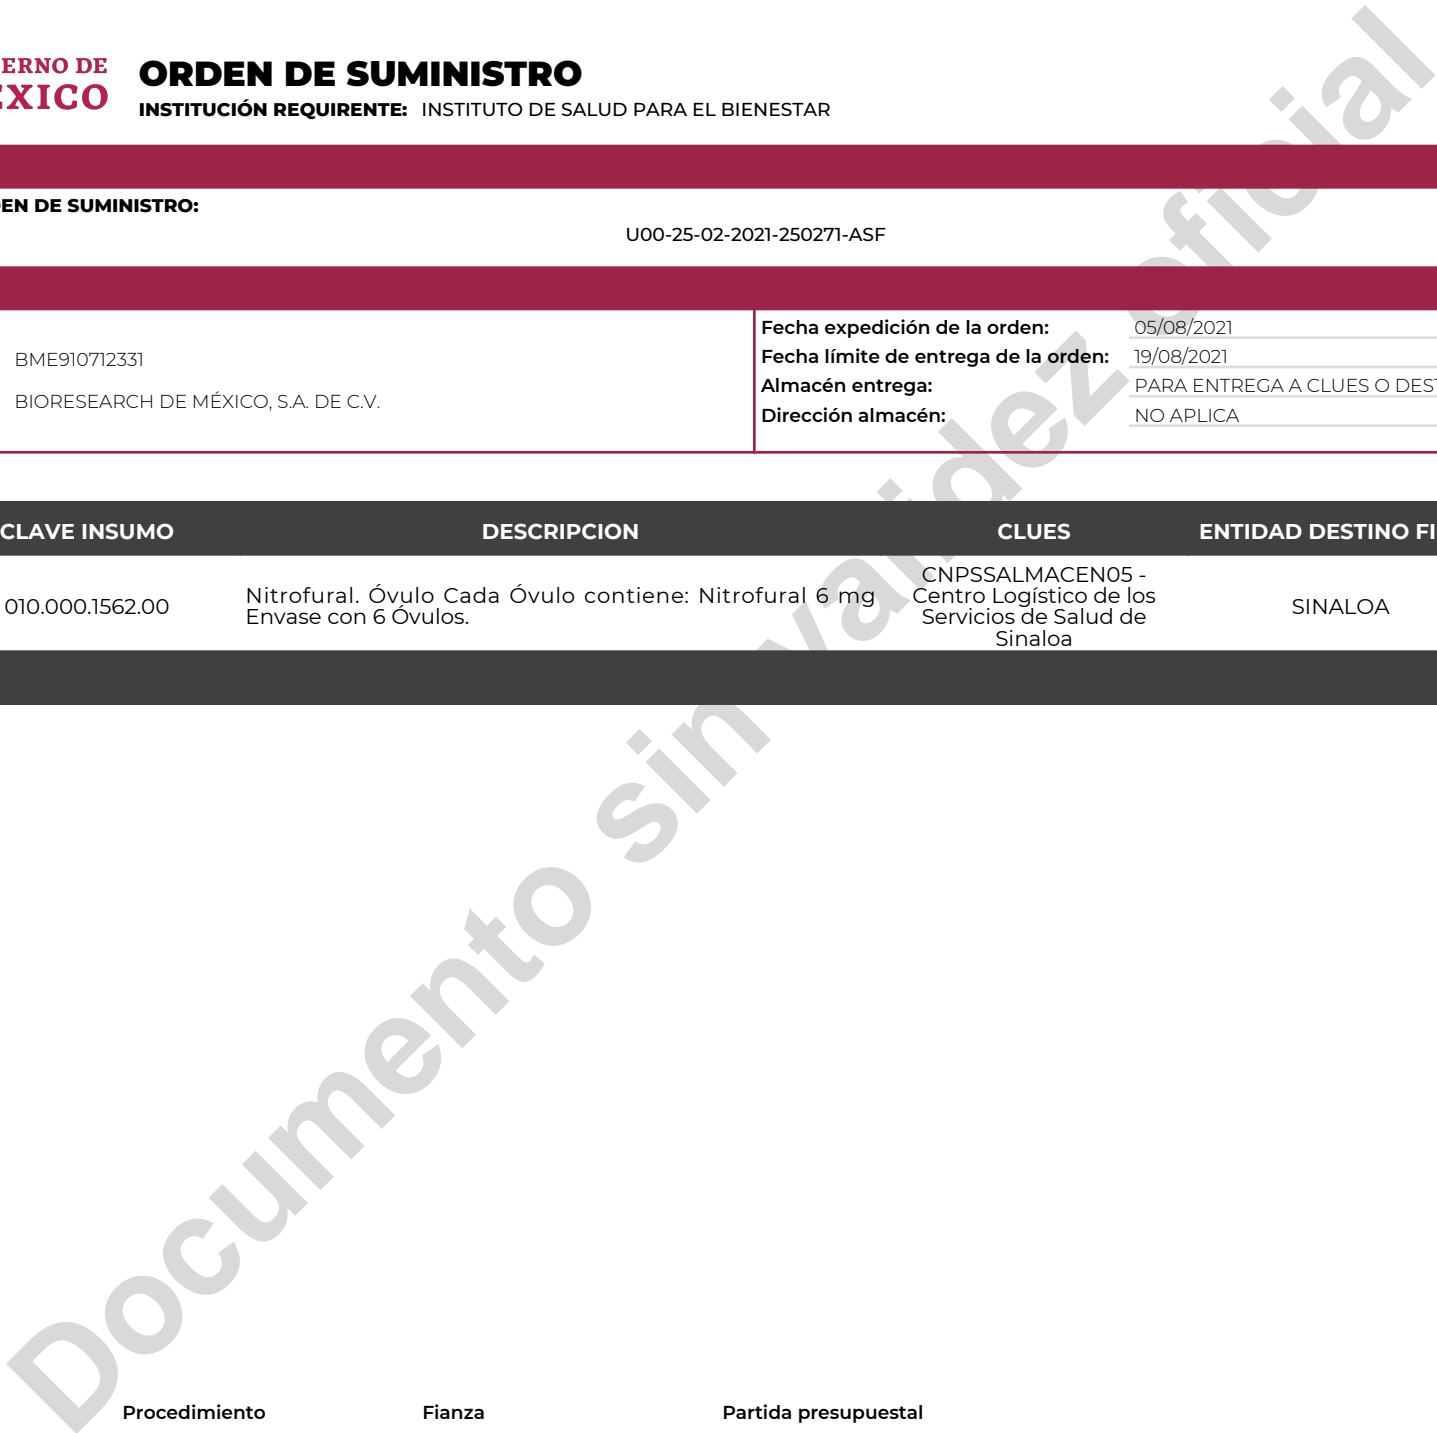 ERNO DE
ÉXICO
ORDEN DE SUMINISTRO
INSTITUCIÓN REQUIRENTE: INSTITUTO DE SALUD PARA EL BIENESTAR
EN DE SUMINISTRO:
U00-25-02-2021-250271-ASF
BME910712331
BIORESEARCH DE MÉXICO, S.A. DE C.V.
Fecha expedición de la orden: 05/08/2021
Fecha límite de entrega de la orden: 19/08/2021
Almacén entrega: PARA ENTREGA A CLUES O DEST
Dirección almacén: NO APLICA
CLAVE INSUMO DESCRIPCION CLUES ENTIDAD DESTINO FI
010.000.1562.00
Nitrofural. Óvulo Cada Óvulo contiene: Nitrofural 6 mg
Envase con 6 Óvulos.
CNPSSALMACEN05 -
Centro Logístico de los
Servicios de Salud de
Sinaloa
SINALOA
Documento sin validez oficial
Procedimiento Fianza Partida presupuestal